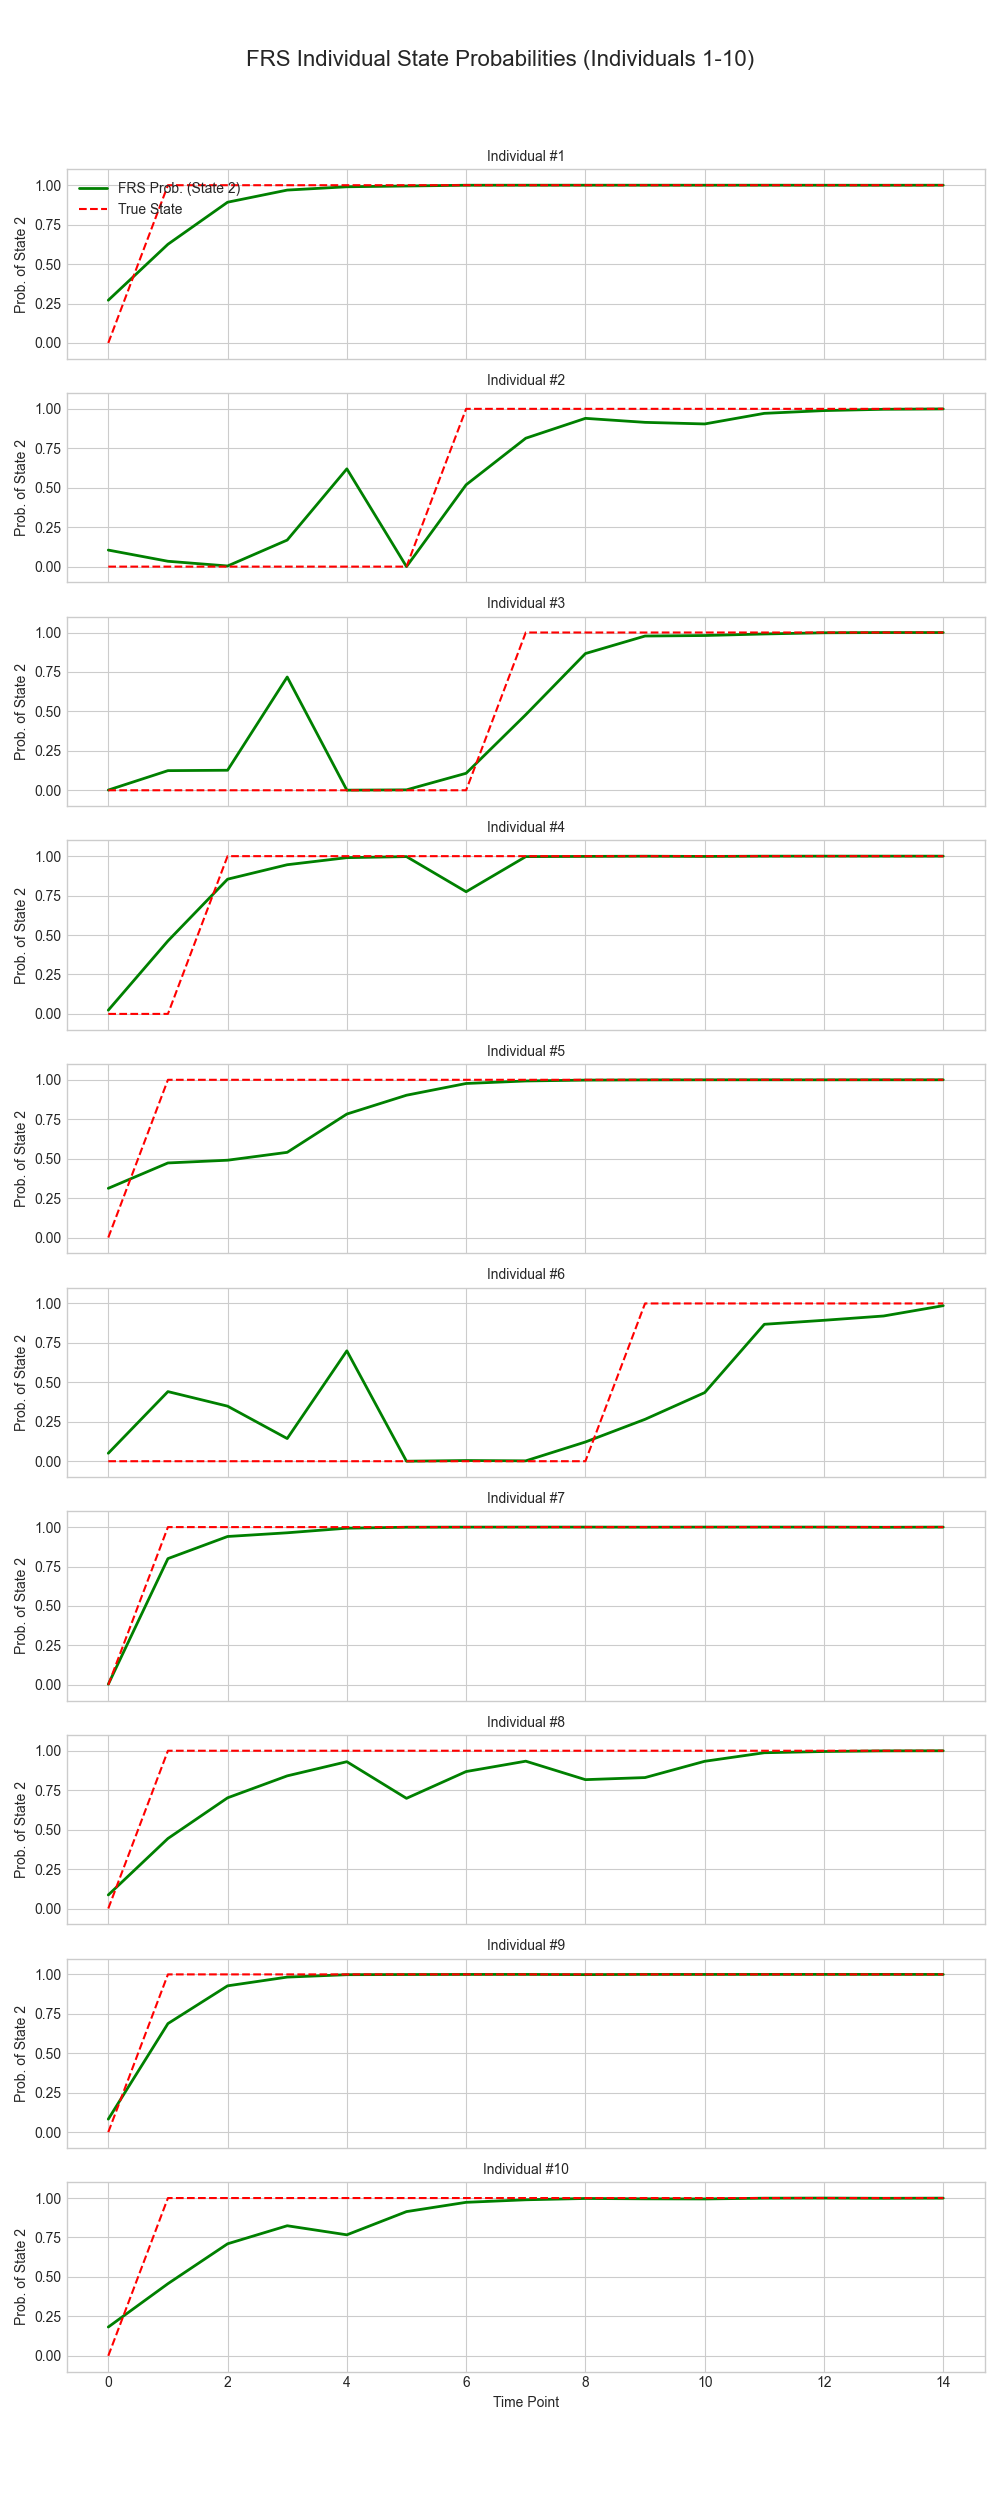 FRS Individual State Probabilities (Individuals 1-10)
Individual #1
1.00
0.75
0.50
0.25
0.00
Prob. of State 2
FRS Prob. (State 2)
True State
Individual #2
1.00
0.75
0.50
0.25
0.00
Prob. of State 2
Individual #3
1.00
0.75
0.50
0.25
0.00
Prob. of State 2
Individual #4
1.00
0.75
0.50
0.25
0.00
Prob. of State 2
Individual #5
1.00
0.75
0.50
0.25
0.00
Prob. of State 2
Individual #6
1.00
0.75
0.50
0.25
0.00
Prob. of State 2
Individual #7
1.00
0.75
0.50
0.25
0.00
Prob. of State 2
Individual #8
1.00
0.75
0.50
0.25
0.00
Prob. of State 2
Individual #9
1.00
0.75
0.50
0.25
0.00
Prob. of State 2
Individual #10
1.00
0.75
0.50
0.25
0.00
Prob. of State 2
0 2 4 6 8 10 12 14
Time Point